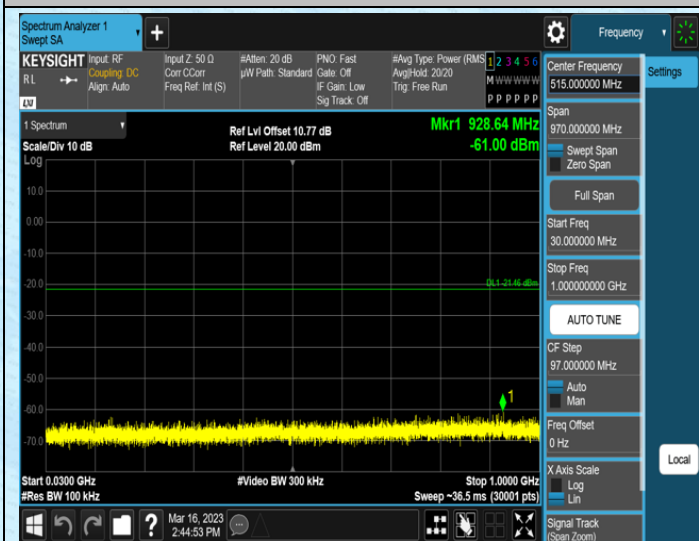 Spectrum Analyzer 1
Swept SA
+
Frequency
KEYSIGHT
RL
LXI
Input: RF
Coupling: DC
Align: Auto
Input Z: 50 Ω
Corr CCorr
Freq Ref: Int (S)
#Atten: 20 dB
µW Path: Standard
PNO: Fast
Gate: Off
IF Gain: Low
Sig Track: Off
#Avg Type: Power (RMS
Avg|Hold: 20/20
Trig: Free Run
1 2 3 4 5 6
M W W W W W
P P P P P P
1 Spectrum
Scale/Div 10 dB
Log
Ref Lvl Offset 10.77 dB
Ref Level 20.00 dBm
Mkr1 928.64 MHz
-61.00 dBm
10.0
0.00
-10.0
-20.0
DL1 -21.46 dBm
-30.0
-40.0
-50.0
-60.0
1
-70.0
Start 0.0300 GHz
#Res BW 100 kHz
#Video BW 300 kHz
Stop 1.0000 GHz
Sweep ~36.5 ms (30001 pts)
?
Mar 16, 2023
2:44:53 PM
Center Frequency
515.000000 MHz
Settings
Span
970.000000 MHz
Swept Span
Zero Span
Full Span
Start Freq
30.000000 MHz
Stop Freq
1.000000000 GHz
AUTO TUNE
CF Step
97.000000 MHz
Auto
Man
Freq Offset
0 Hz
Local
X Axis Scale
Log
Lin
Signal Track
(Span Zoom)